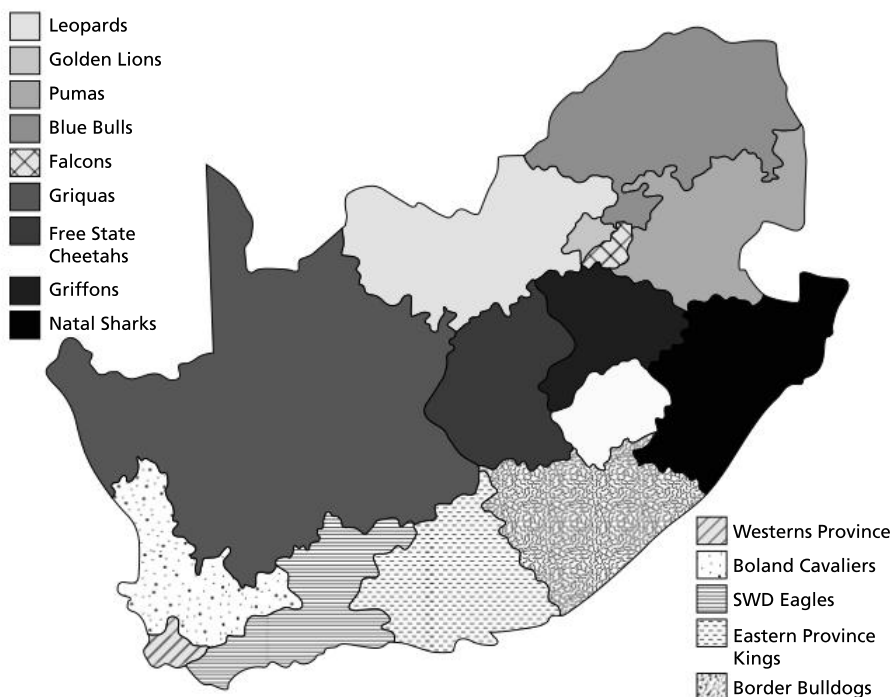 Leopards
Golden Lions
Pumas
Blue Bulls
Falcons
Griquas
Free State
Cheetahs
Griffons
Natal Sharks
Westerns Province
Boland Cavaliers
SWD Eagles
Eastern Province
Kings
Border Bulldogs